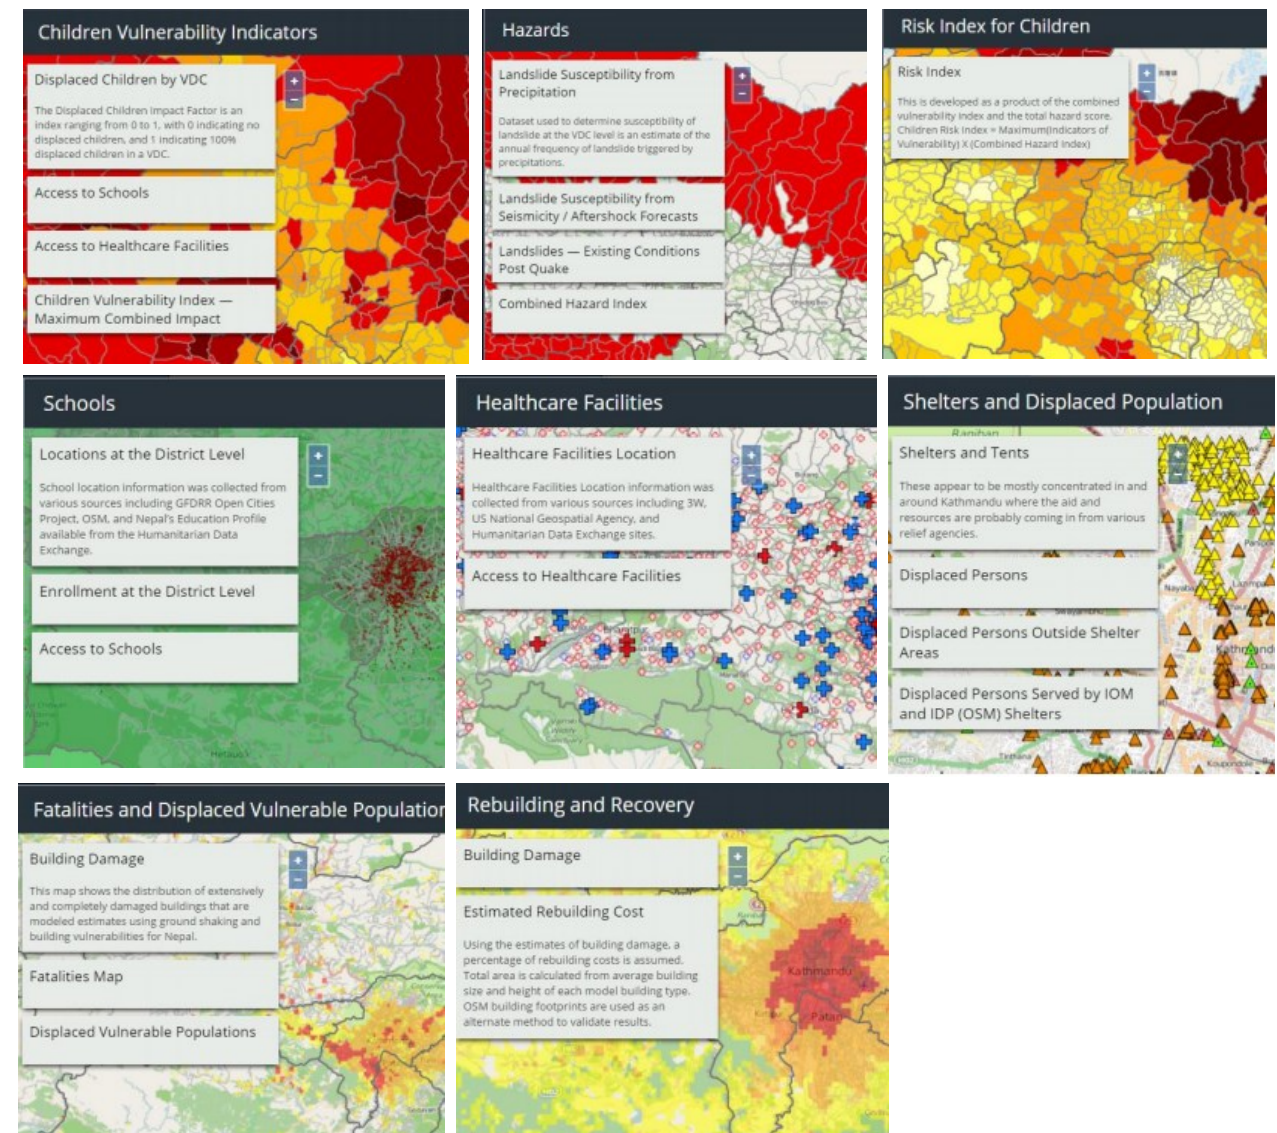 Children Vulnerability Indicators
Displaced Children by VDC
The Displaced Children Impact Factor is an
index ranging from 0 to 1, with 0 indicating no
displaced children, and 1 indicating 100%
displaced children in a VDC.
Access to Schools
Access to Healthcare Facilities
Children Vulnerability Index —
Maximum Combined Impact
+
−
Hazards
Landslide Susceptibility from
Precipitation
Dataset used to determine susceptibility of
landslide at the VDC level is an estimate of the
annual frequency of landslide triggered by
precipitations.
Landslide Susceptibility from
Seismicity / Aftershock Forecasts
Landslides — Existing Conditions
Post Quake
Combined Hazard Index
+
−
Risk Index for Children
Risk Index
This is developed as a product of the combined
vulnerability index and the total hazard score.
Children Risk Index = Maximum(Indicators of
Vulnerability) X (Combined Hazard Index)
+
−
Schools
Locations at the District Level
School location information was collected from
various sources including GFDRR Open Cities
Project, OSM, and Nepal's Education Profile
available from the Humanitarian Data
Exchange.
Enrollment at the District Level
Access to Schools
+
−
Healthcare Facilities
Healthcare Facilities Location
Healthcare Facilities Location information was
collected from various sources including 3W,
US National Geospatial Agency, and
Humanitarian Data Exchange sites.
Access to Healthcare Facilities
+
−
Shelters and Displaced Population
Shelters and Tents
These appear to be mostly concentrated in and
around Kathmandu where the aid and
resources are probably coming in from various
relief agencies.
Displaced Persons
Displaced Persons Outside Shelter
Areas
Displaced Persons Served by IOM
and IDP (OSM) Shelters
+
−
Koupondole
Fatalities and Displaced Vulnerable Population
Building Damage
This map shows the distribution of extensively
and completely damaged buildings that are
modeled estimates using ground shaking and
building vulnerabilities for Nepal.
Fatalities Map
Displaced Vulnerable Populations
+
−
Rebuilding and Recovery
Building Damage
Estimated Rebuilding Cost
Using the estimates of building damage, a
percentage of rebuilding costs is assumed.
Total area is calculated from average building
size and height of each model building type.
OSM building footprints are used as an
alternate method to validate results.
+
−
Kathmandu
Patan